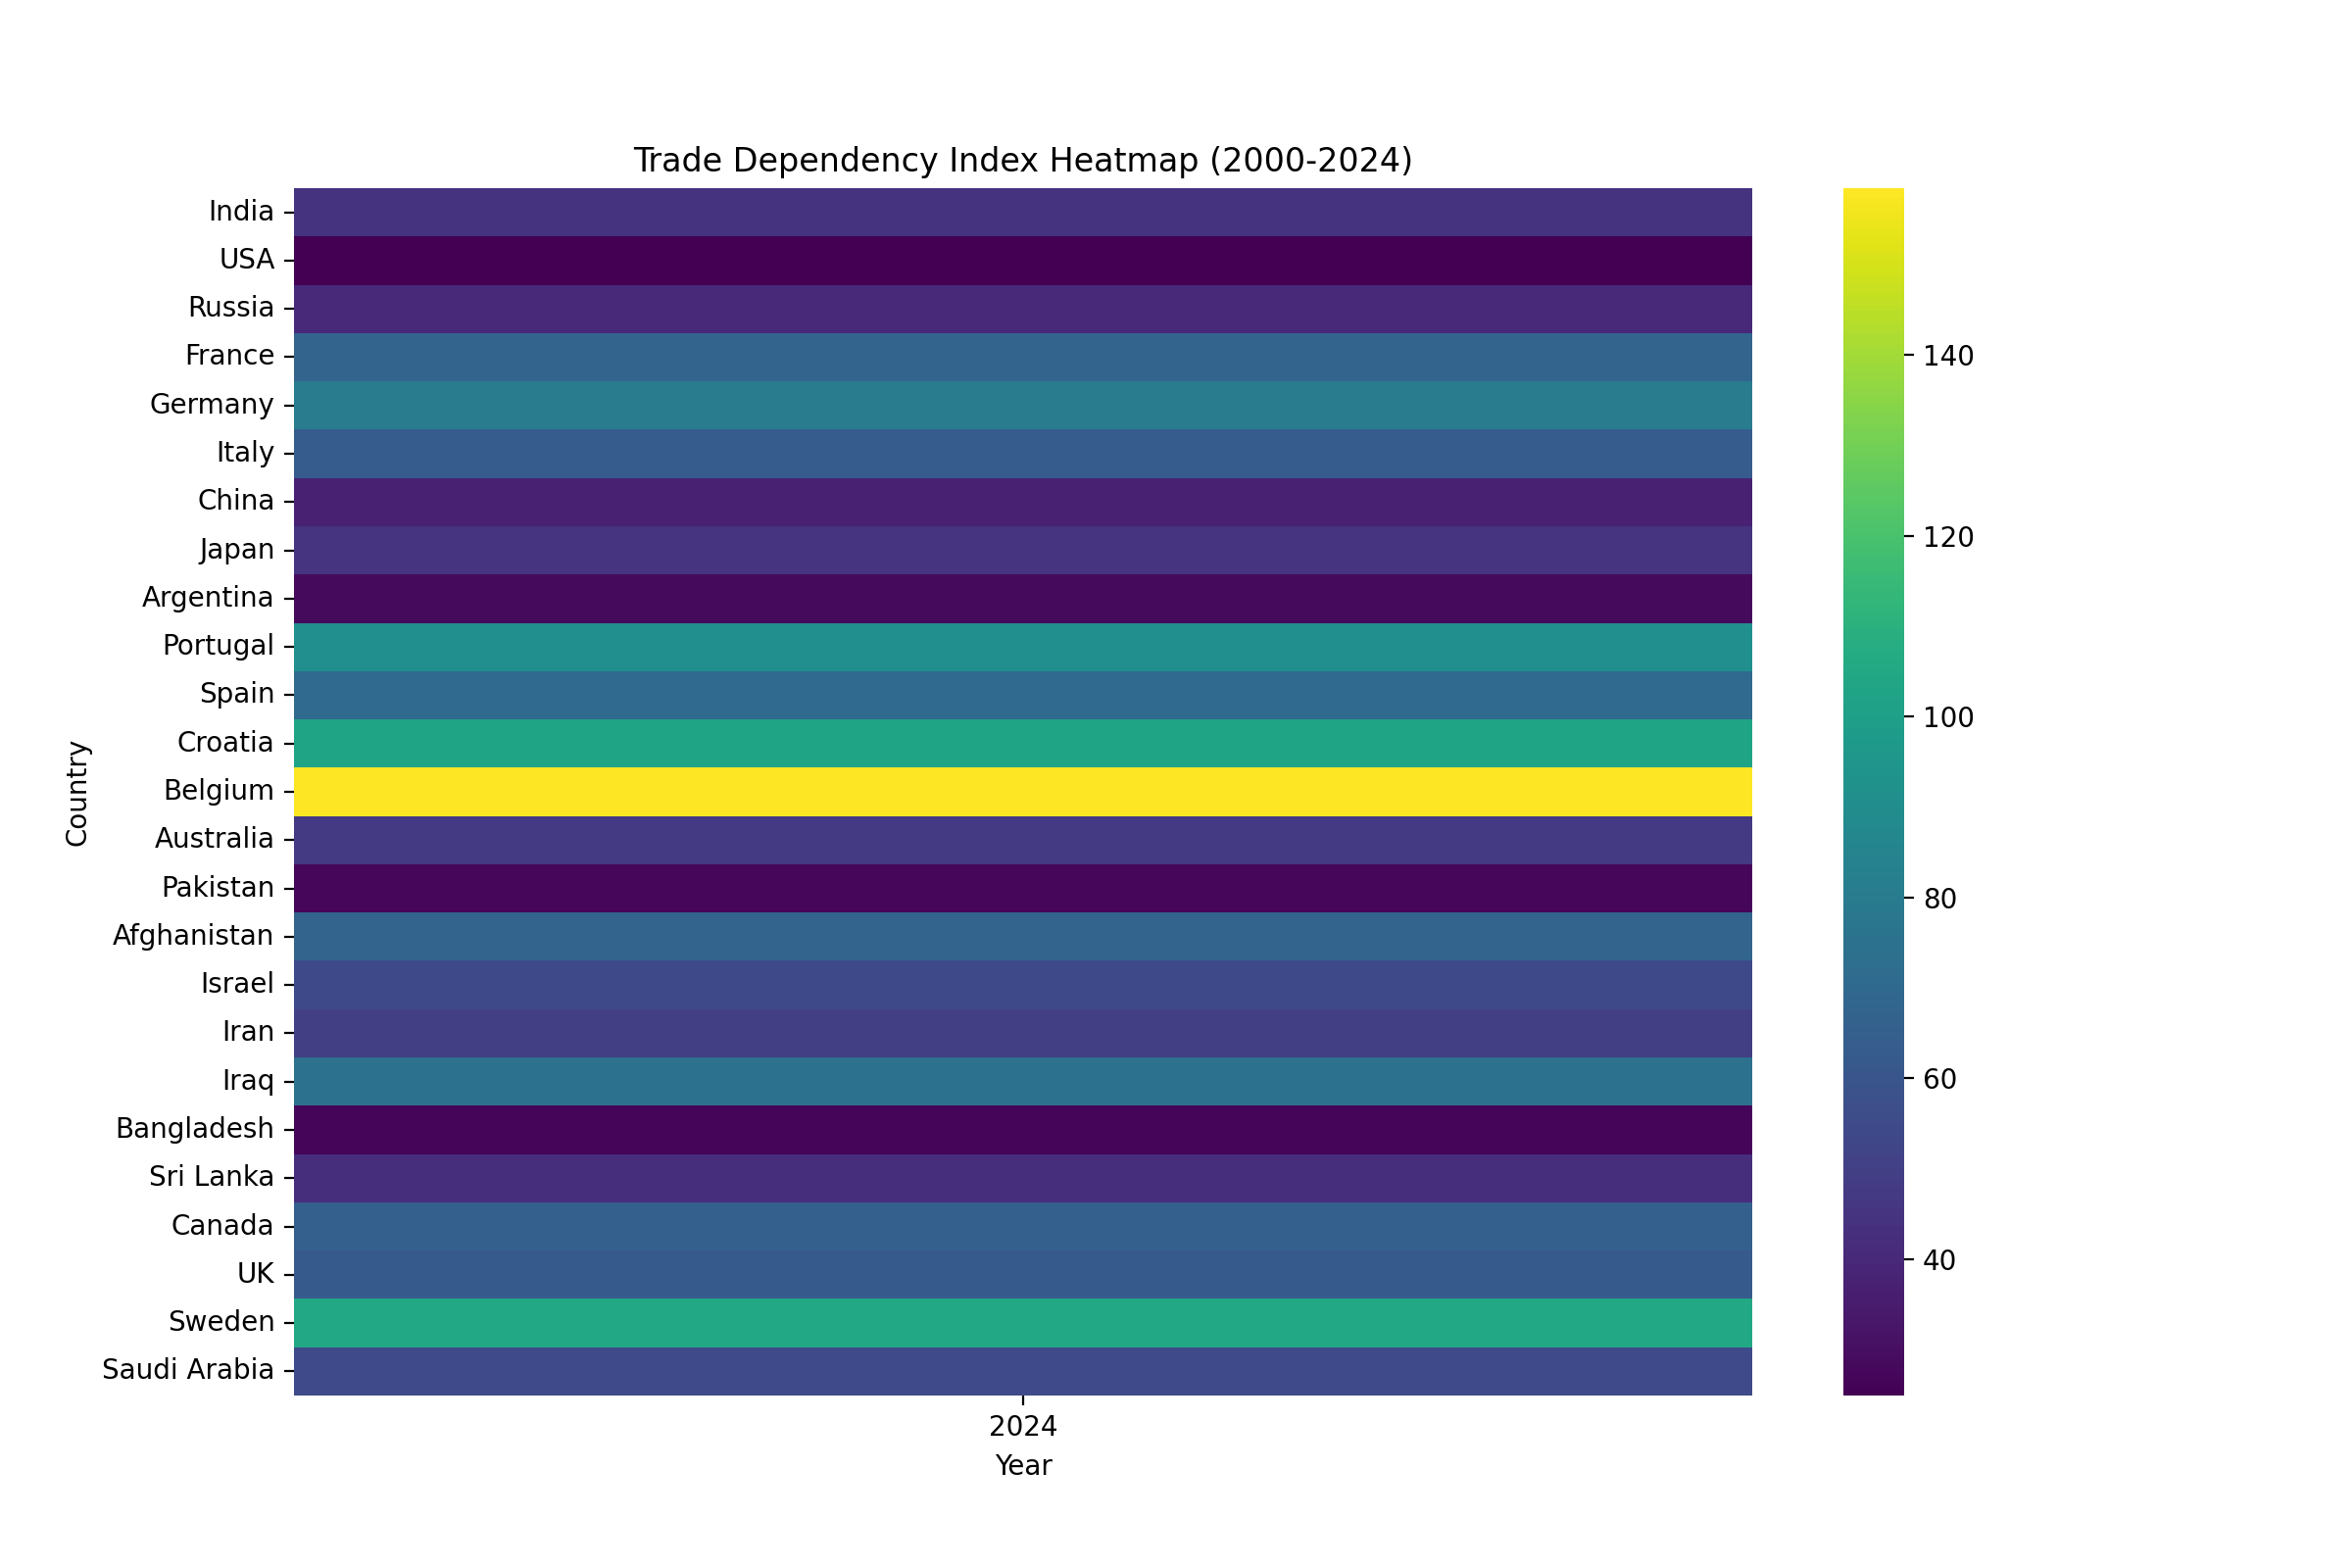 Trade Dependency Index Heatmap (2000-2024)
India
USA
Russia
France
Germany
Italy
China
Japan
Argentina
Portugal
Spain
Croatia
Belgium
Australia
Pakistan
Afghanistan
Israel
Iran
Iraq
Bangladesh
Sri Lanka
Canada
UK
Sweden
Saudi Arabia
Country
2024
Year
140
120
100
80
60
40